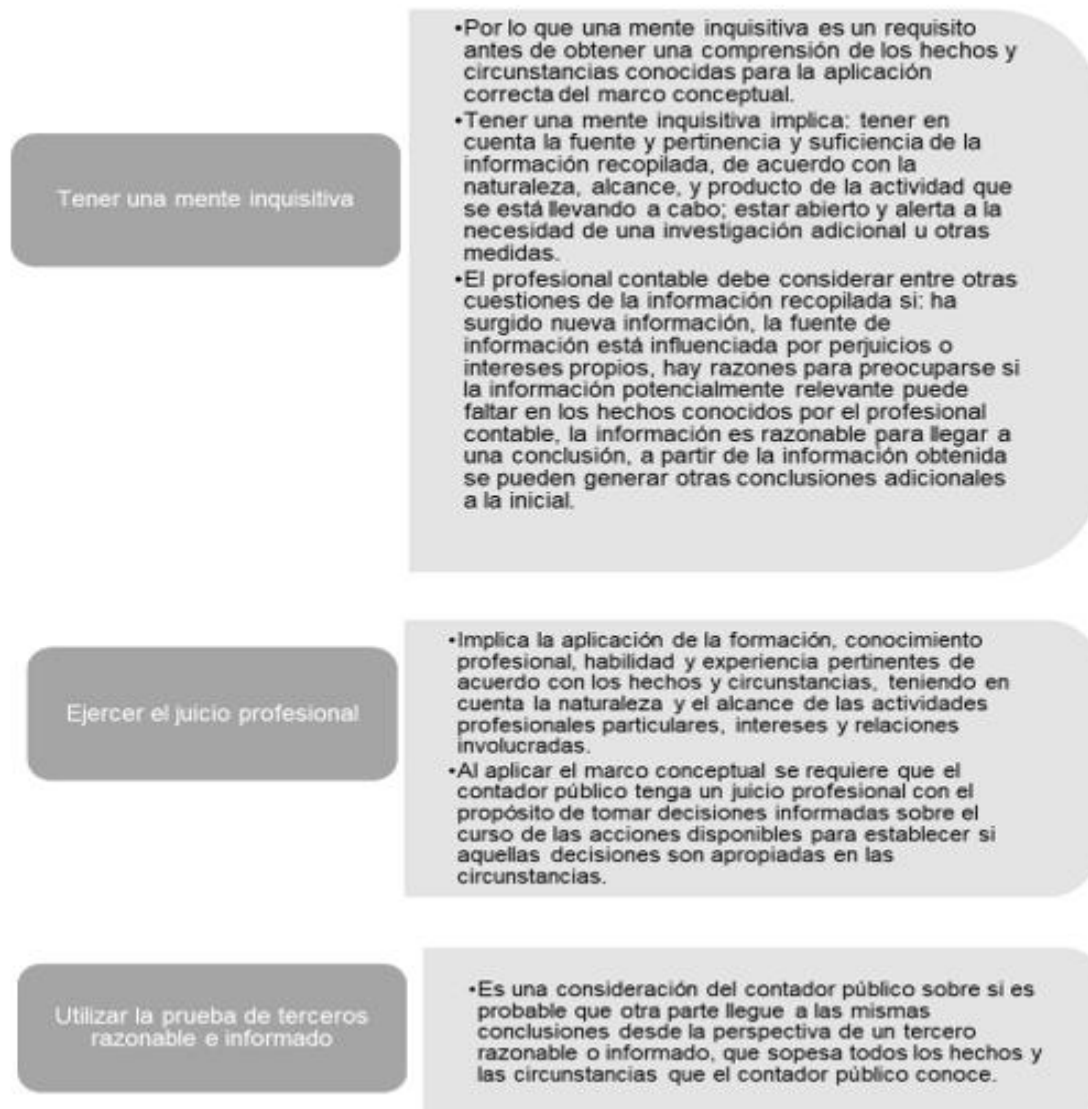 Tener una mente inquisitiva
•Por lo que una mente inquisitiva es un requisito
antes de obtener una comprensión de los hechos y
circunstancias conocidas para la aplicación
correcta del marco conceptual.
•Tener una mente inquisitiva implica: tener en
cuenta la fuente y pertinencia y suficiencia de la
información recopilada, de acuerdo con la
naturaleza, alcance, y producto de la actividad que
se está llevando a cabo; estar abierto y alerta a la
necesidad de una investigación adicional u otras
medidas.
•El profesional contable debe considerar entre otras
cuestiones de la información recopilada si: ha
surgido nueva información, la fuente de
información está influenciada por perjuicios o
intereses propios, hay razones para preocuparse si
la información potencialmente relevante puede
faltar en los hechos conocidos por el profesional
contable, la información es razonable para llegar a
una conclusión, a partir de la información obtenida
se pueden generar otras conclusiones adicionales
a la inicial.
Ejercer el juicio profesional
•Implica la aplicación de la formación, conocimiento
profesional, habilidad y experiencia pertinentes de
acuerdo con los hechos y circunstancias, teniendo en
cuenta la naturaleza y el alcance de las actividades
profesionales particulares, intereses y relaciones
involucradas.
•Al aplicar el marco conceptual se requiere que el
contador público tenga un juicio profesional con el
propósito de tomar decisiones informadas sobre el
curso de las acciones disponibles para establecer si
aquellas decisiones son apropiadas en las
circunstancias.
Utilizar la prueba de terceros
razonable e informado
•Es una consideración del contador público sobre si es
probable que otra parte llegue a las mismas
conclusiones desde la perspectiva de un tercero
razonable o informado, que sopesa todos los hechos y
las circunstancias que el contador público conoce.